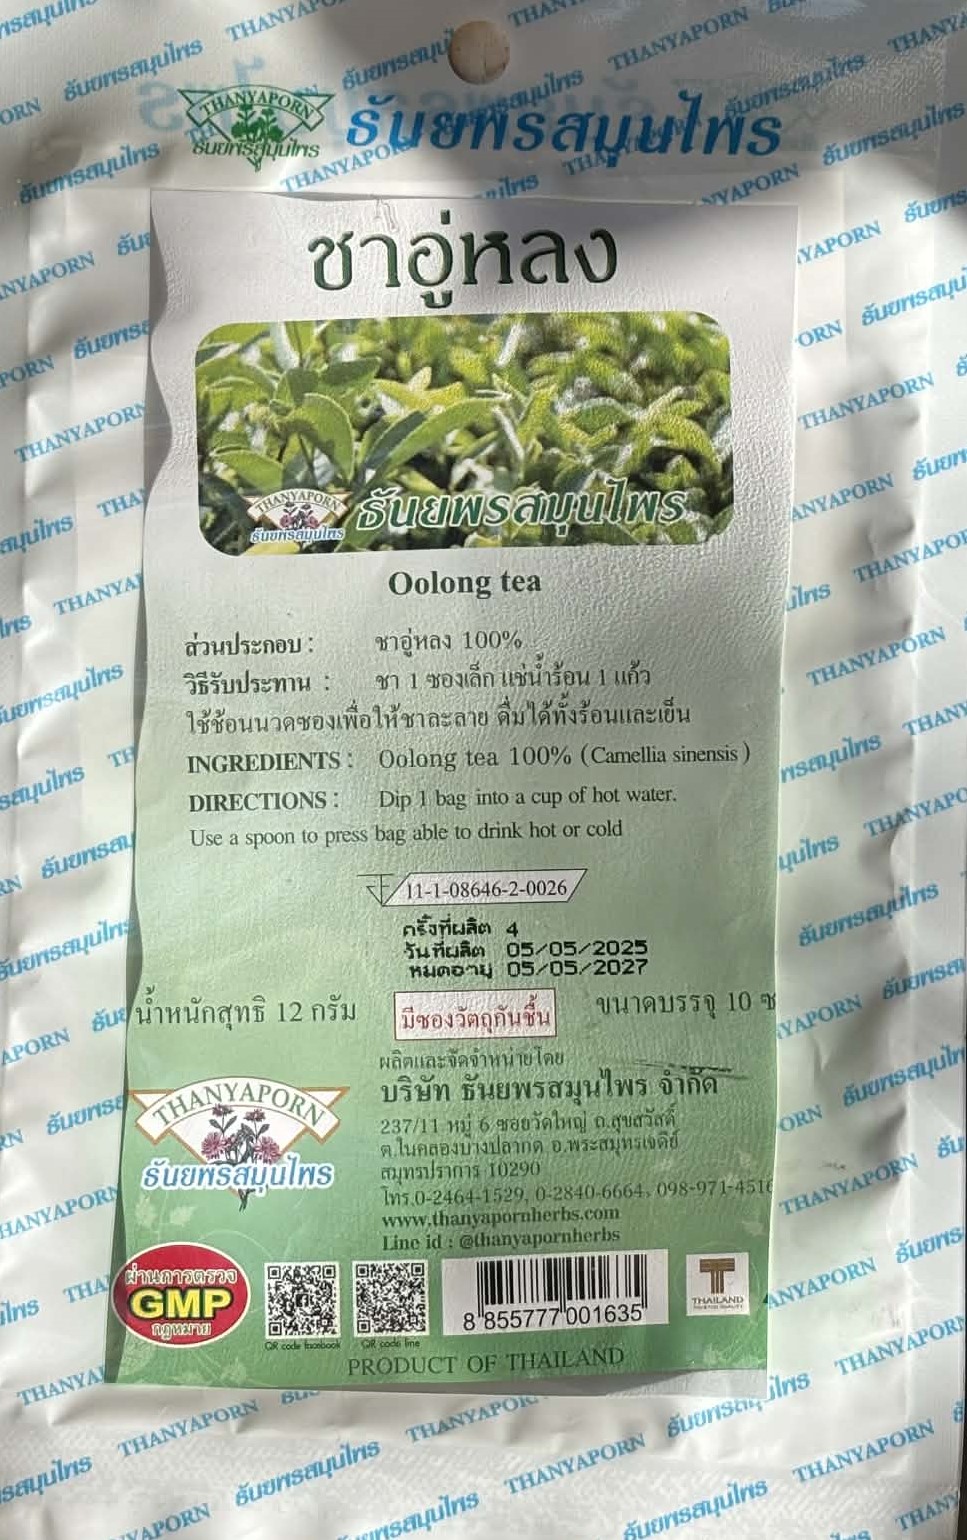 THANYAPORN
ธันยพรสมุนไพร
ธันยพรสมุนไพร
ชาอู่หลง
THANYAPORN
ธันยพรสมุนไพร
ธันยพรสมุนไพร
Oolong tea
ส่วนประกอบ : ชาอู่หลง 100%
วิธีรับประทาน : ชา 1 ซองเล็ก แช่น้ำร้อน 1 แก้ว
ใช้ช้อนนวดซองเพื่อให้ชาละลาย ดื่มได้ทั้งร้อนและเย็น
INGREDIENTS : Oolong tea 100% (Camellia sinensis )
DIRECTIONS : Dip 1 bag into a cup of hot water.
Use a spoon to press bag able to drink hot or cold
11-1-08646-2-0026
ครั้งที่ผลิต 4
วันที่ผลิต 05/05/2025
หมดอายุ 05/05/2027
น้ำหนักสุทธิ 12 กรัม มีซองวัตถุกันชื้น ขนาดบรรจุ 10 ซ
ผลิตและจัดจำหน่ายโดย
บริษัท ธันยพรสมุนไพร จำกัด
237/11 หมู่ 6 ซอยวัดใหญ่ ถ.สุขสวัสดิ์
ต.ในคลองบางปลากด อ.พระสมุทรเจดีย์
สมุทรปราการ 10290
โทร.0-2464-1529, 0-2840-6664, 098-971-4516
www.thanyapornherbs.com
Line id : @thanyapornherbs
THANYAPORN
ธันยพรสมุนไพร
ผ่านการตรวจ
GMP
กฎหมาย
QR code facebook
QR code line
8 855777 001635
THAILAND
PRODUCT OF THAILAND